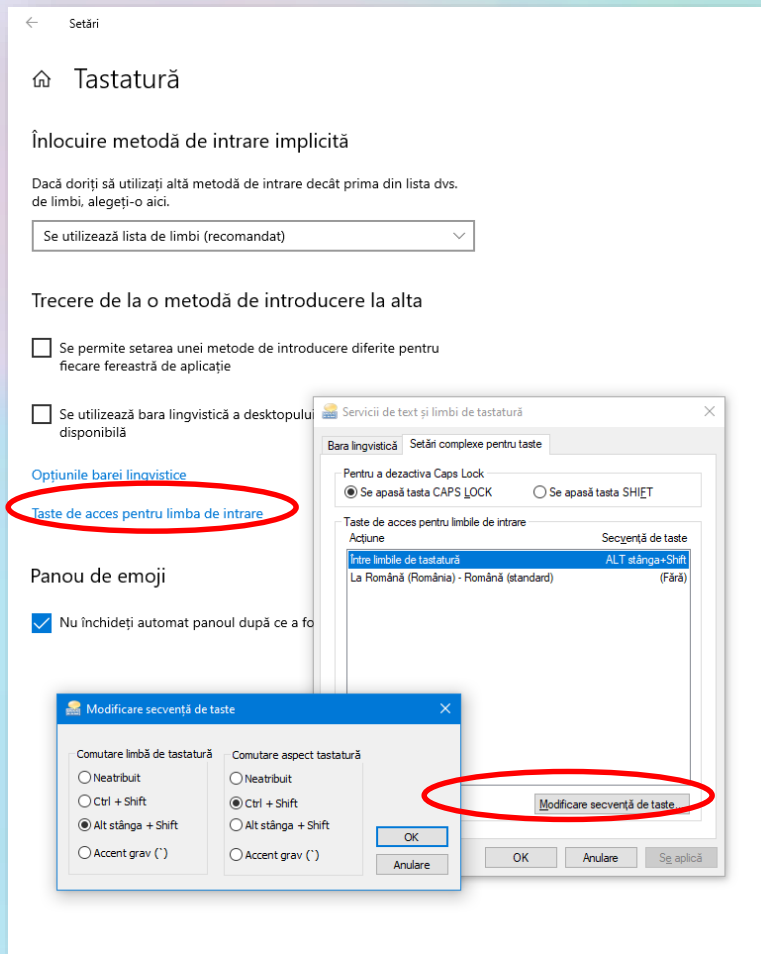 Setări
Tastatură
Înlocuire metodă de intrare implicită
Dacă doriți să utilizați altă metodă de intrare decât prima din lista dvs.
de limbi, alegeți-o aici.
Se utilizează lista de limbi (recomandat)
Trecere de la o metodă de introducere la alta
Se permite setarea unei metode de introducere diferite pentru
fiecare fereastră de aplicație
Se utilizează bara lingvistică a desktopului
disponibilă
Opțiunile barei lingvistice
Taste de acces pentru limba de intrare
Panou de emoji
Nu închideți automat panoul după ce a fo
Servicii de text și limbi de tastatură
Bara lingvistică
Setări complexe pentru taste
Pentru a dezactiva Caps Lock
Se apasă tasta CAPS LOCK
Se apasă tasta SHIFT
Taste de acces pentru limbile de intrare
Acțiune
Secvență de taste
Între limbile de tastatură
ALT stânga+Shift
La Română (România) - Română (standard)
(Fără)
Modificare secvență de taste...
OK
Anulare
Se aplică
Modificare secvență de taste
Comutare limbă de tastatură
Neatribuit
Ctrl + Shift
Alt stânga + Shift
Accent grav (`)
Comutare aspect tastatură
Neatribuit
Ctrl + Shift
Alt stânga + Shift
Accent grav (`)
OK
Anulare